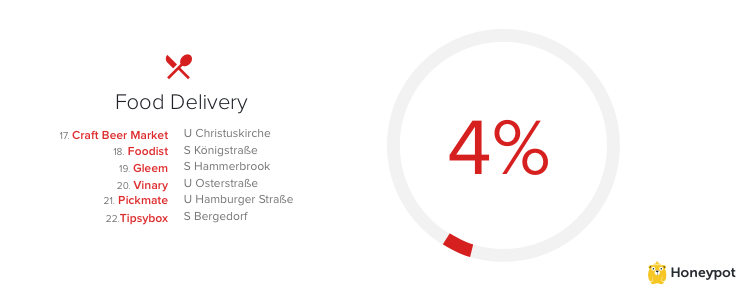 Food Delivery
17. Craft Beer Market U Christuskirche
18. Foodist S Königstraße
19. Gleem S Hammerbrook
20. Vinary U Osterstraße
21. Pickmate U Hamburger Straße
22.Tipsybox S Bergedorf
4%
Honeypot